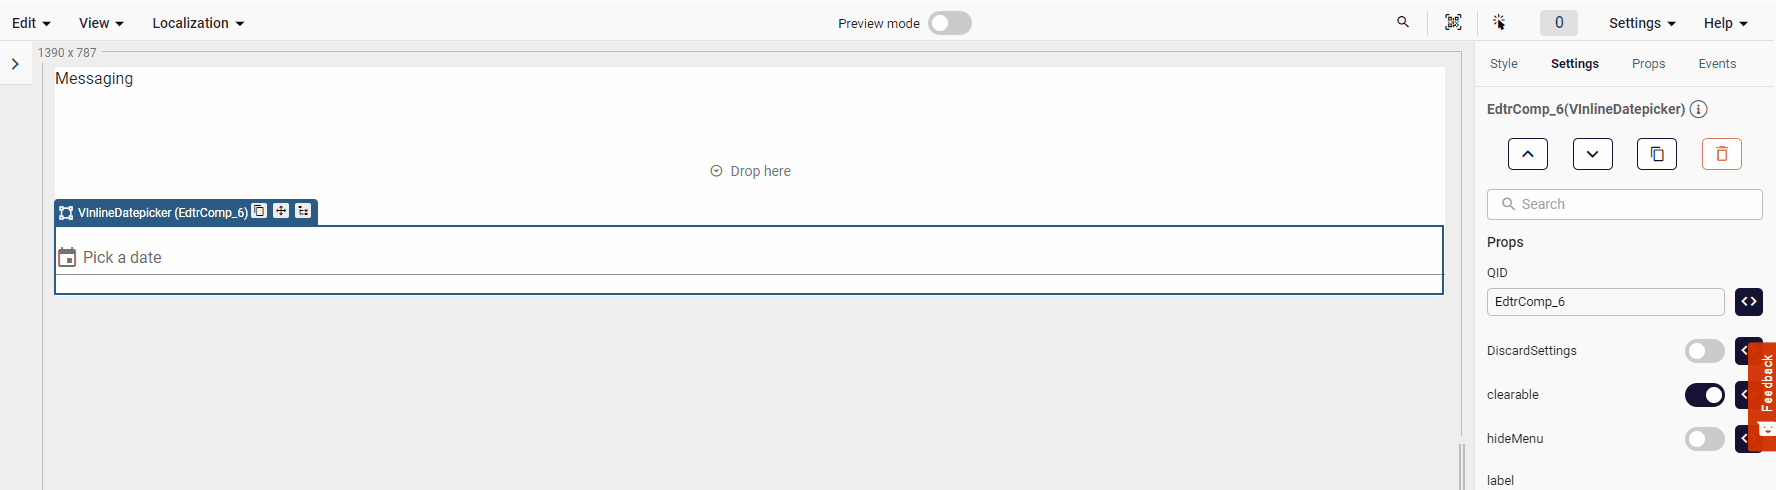 Edit View Localization Preview mode 0 Settings Help
1390 x 787
Messaging
Drop here
VInlineDatepicker (EdtrComp_6)
Pick a date
Style Settings Props Events
EdtrComp_6(VInlineDatepicker)
Search
Props
QID
EdtrComp_6
DiscardSettings
clearable
hideMenu
label
Feedback